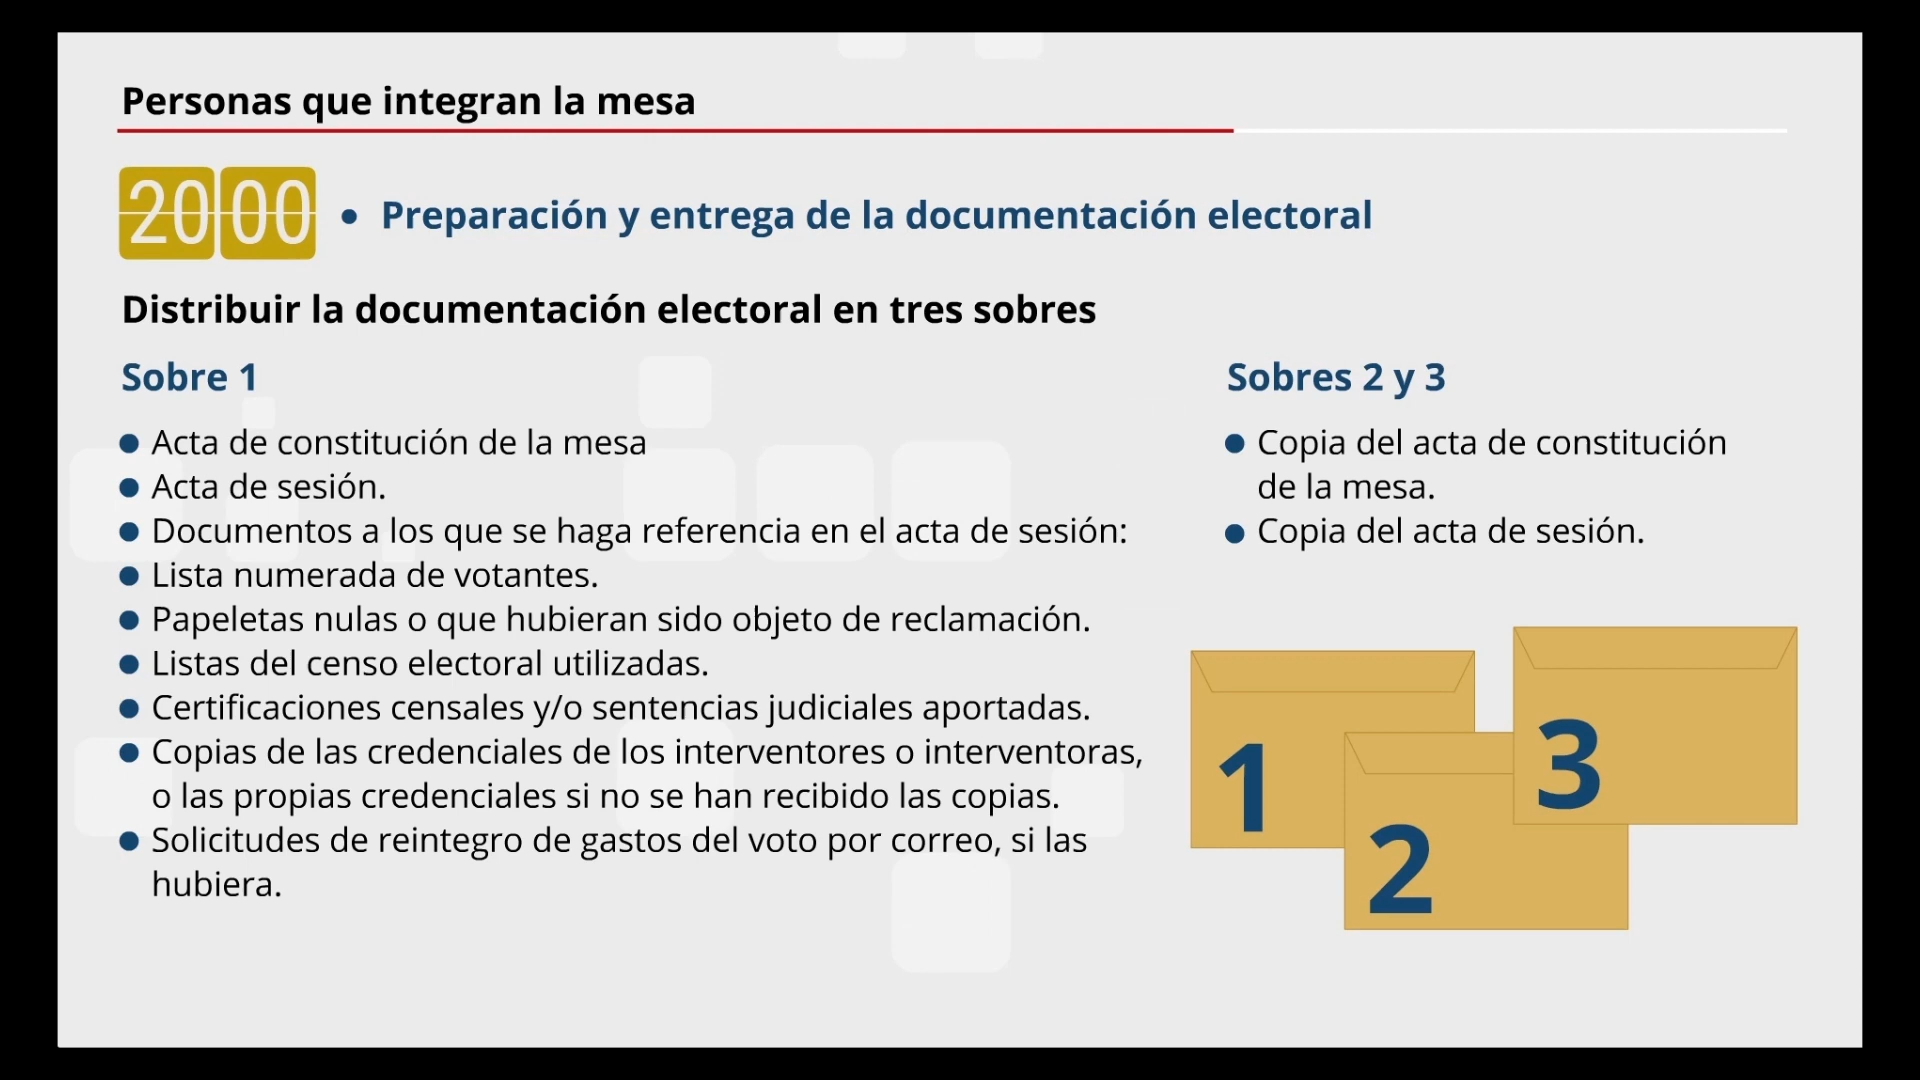 Personas que integran la mesa
20 00
• Preparación y entrega de la documentación electoral
Distribuir la documentación electoral en tres sobres
Sobre 1
• Acta de constitución de la mesa
• Acta de sesión.
• Documentos a los que se haga referencia en el acta de sesión:
• Lista numerada de votantes.
• Papeletas nulas o que hubieran sido objeto de reclamación.
• Listas del censo electoral utilizadas.
• Certificaciones censales y/o sentencias judiciales aportadas.
• Copias de las credenciales de los interventores o interventoras,
o las propias credenciales si no se han recibido las copias.
• Solicitudes de reintegro de gastos del voto por correo, si las
hubiera.
Sobres 2 y 3
• Copia del acta de constitución
de la mesa.
• Copia del acta de sesión.
1
2
3